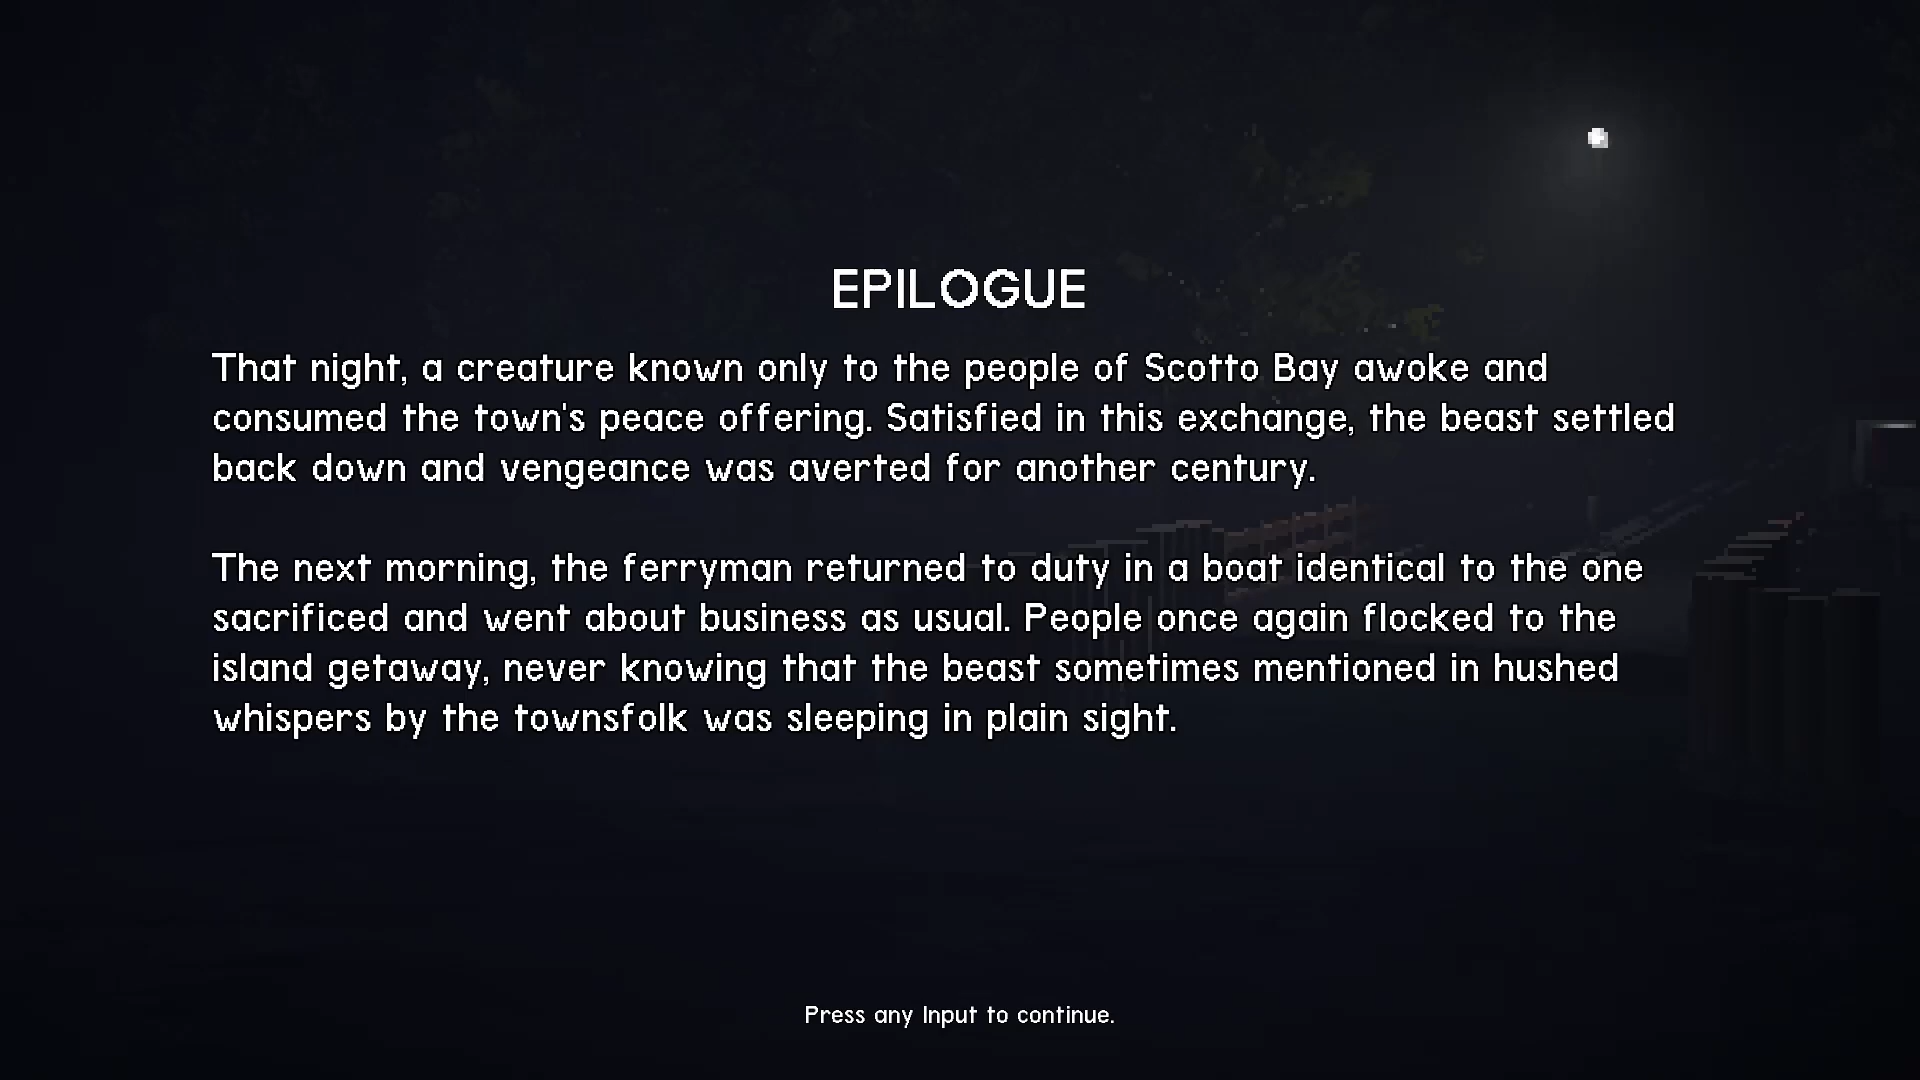 EPILOGUE
That night, a creature known only to the people of Scotto Bay awoke and
consumed the town's peace offering. Satisfied in this exchange, the beast settled
back down and vengeance was averted for another century.
The next morning, the ferryman returned to duty in a boat identical to the one
sacrificed and went about business as usual. People once again flocked to the
island getaway, never knowing that the beast sometimes mentioned in hushed
whispers by the townsfolk was sleeping in plain sight.
Press any Input to continue.